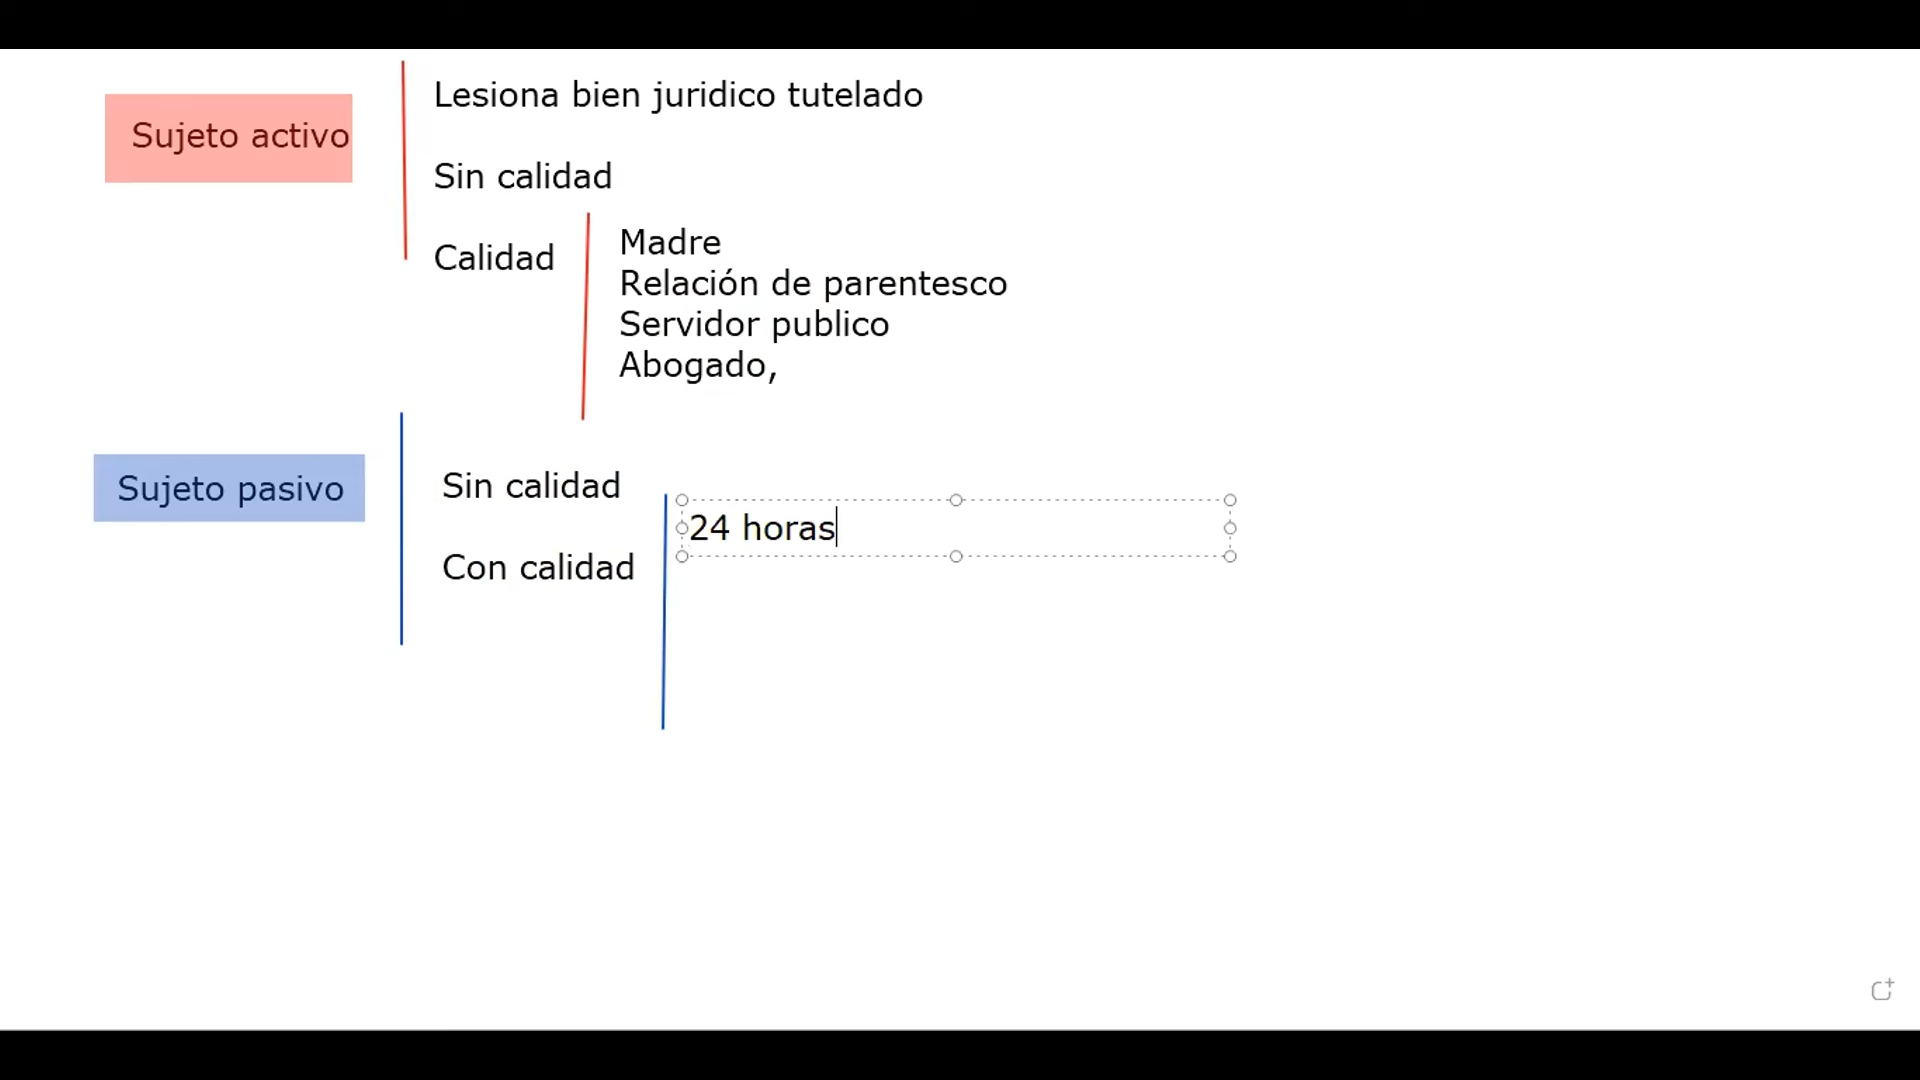 Sujeto activo
Lesiona bien juridico tutelado
Sin calidad
Calidad
Madre
Relación de parentesco
Servidor publico
Abogado,
Sujeto pasivo
Sin calidad
Con calidad
24 horas